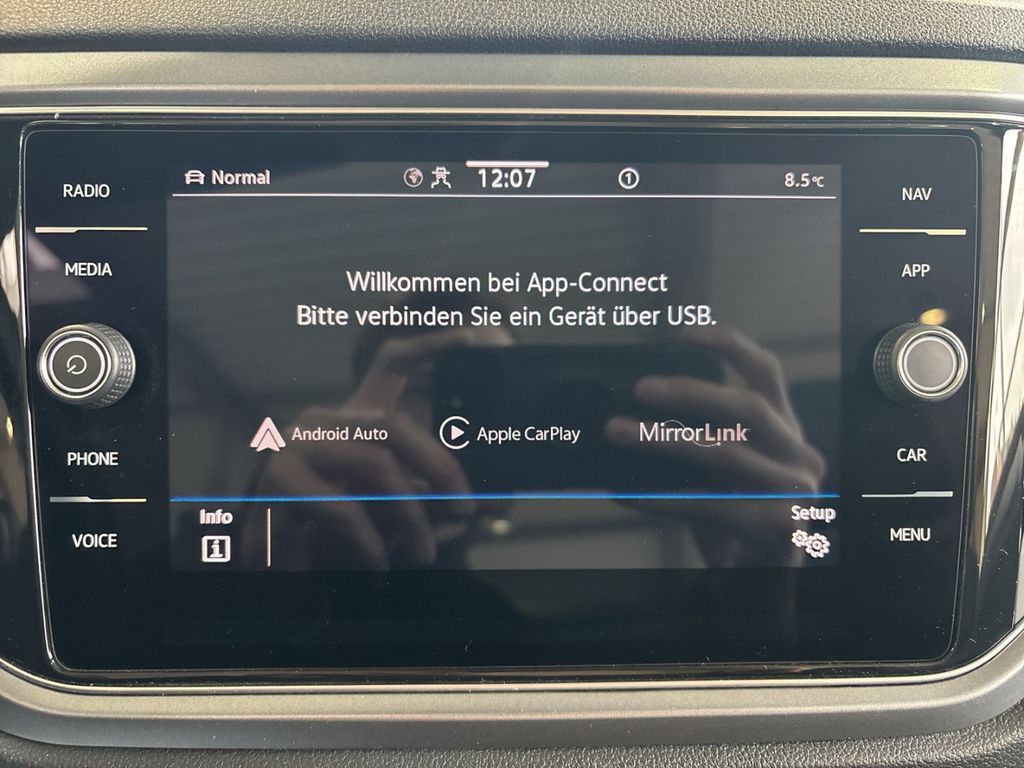 RADIO
MEDIA
PHONE
VOICE
Normal
12:07
1
8.5°C
Willkommen bei App-Connect
Bitte verbinden Sie ein Gerät über USB.
Android Auto
Apple CarPlay
MirrorLink
Info
i
Setup
NAV
APP
CAR
MENU